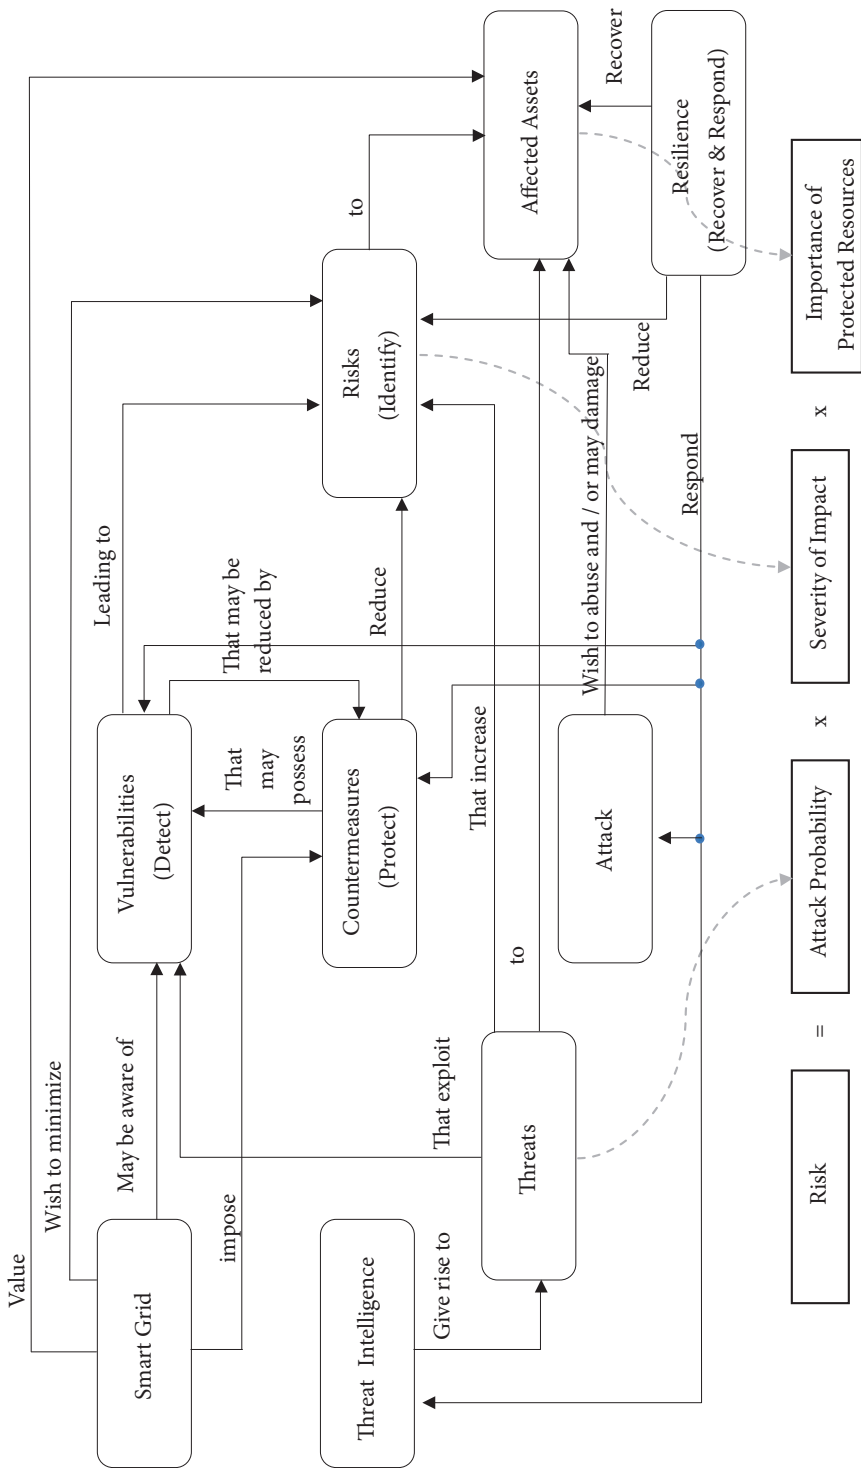 Value
Wish to minimize
Smart Grid
May be aware of
Vulnerabilities
(Detect)
Leading to
impose
That may be
reduced by
That
may
possess
Threat Intelligence
Countermeasures
(Protect)
Reduce
Risks
(Identify)
to
Give rise to
That exploit
That increase
Threats
to
Affected Assets
Recover
Attack
Wish to abuse and / or may damage
Reduce
Respond
Resilience
(Recover & Respond)
Risk
=
Attack Probability
x
Severity of Impact
x
Importance of
Protected Resources